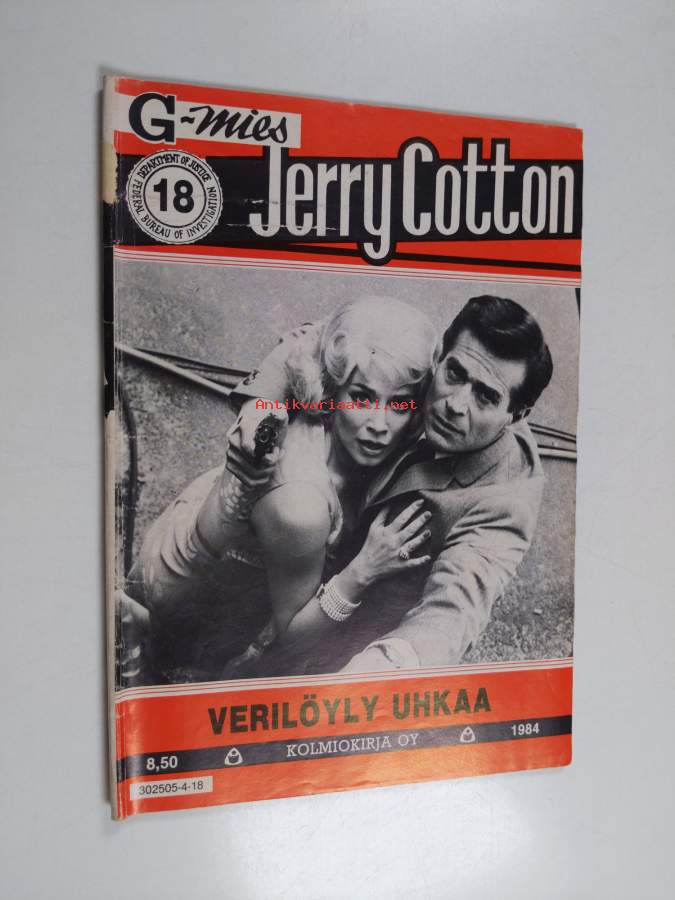 G-mies
Jerry Cotton
DEPARTMENT OF JUSTICE
FEDERAL BUREAU OF INVESTIGATION
18
Antikvariaatti.net
VERILÖYLY UHKAA
8,50 KOLMIOKIRJA OY 1984
302505-4-18